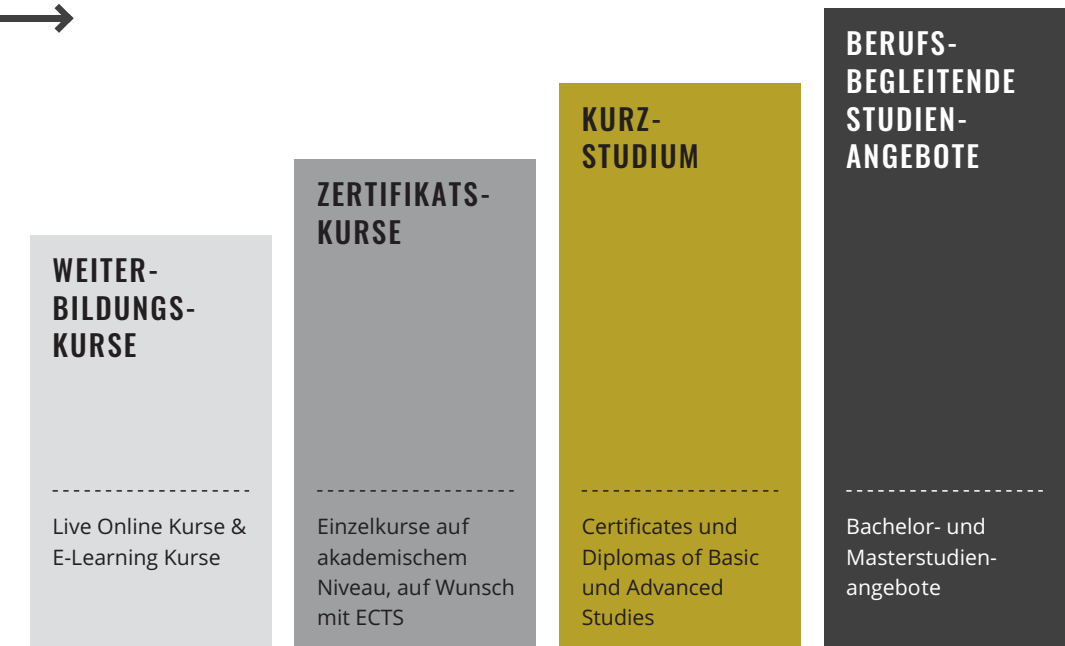 WEITER-
BILDUNGS-
KURSE
Live Online Kurse &
E-Learning Kurse
ZERTIFIKATS-
KURSE
Einzelkurse auf
akademischem
Niveau, auf Wunsch
mit ECTS
KURZ-
STUDIUM
Certificates und
Diplomas of Basic
und Advanced
Studies
BERUFS-
BEGLEITENDE
STUDIEN-
ANGEBOTE
Bachelor- und
Masterstudien-
angebote